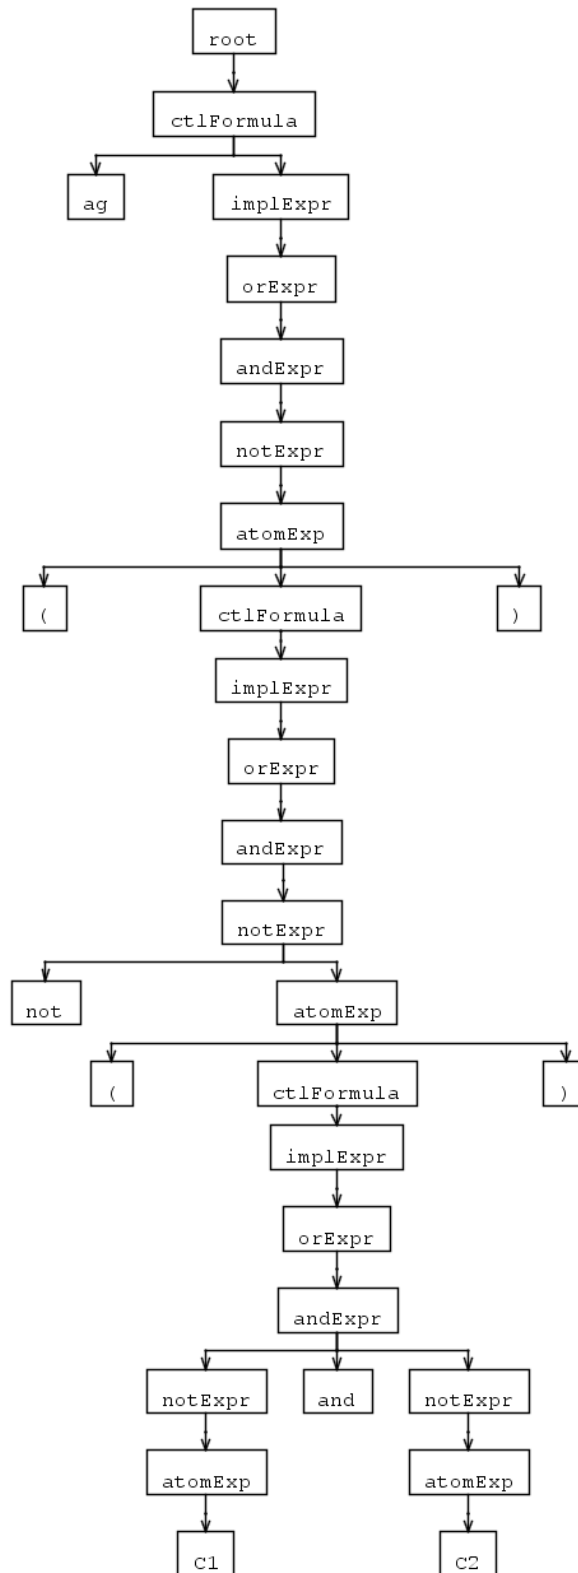 root
ctlFormula
ag implExpr
orExpr
andExpr
notExpr
atomExp
( ctlFormula )
implExpr
orExpr
andExpr
notExpr
not atomExp
( ctlFormula )
implExpr
orExpr
andExpr
notExpr and notExpr
atomExp atomExp
C1 C2